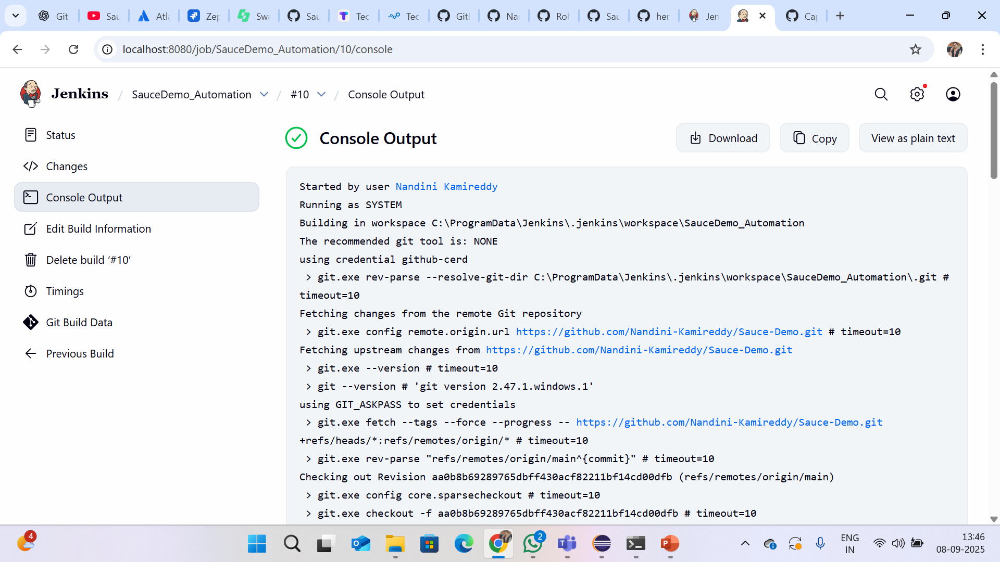 Git
Sau
Atla
Zep
Swa
Sau
Tec
Tec
Git
Nan
Roh
Sau
her
Jen
Cap
localhost:8080/job/SauceDemo_Automation/10/console
Jenkins / SauceDemo_Automation / #10 / Console Output
Status
Changes
Console Output
Edit Build Information
Delete build ‘#10’
Timings
Git Build Data
Previous Build
Console Output
Download
Copy
View as plain text
Started by user Nandini Kamireddy
Running as SYSTEM
Building in workspace C:\ProgramData\Jenkins\.jenkins\workspace\SauceDemo_Automation
The recommended git tool is: NONE
using credential github-cerd
> git.exe rev-parse --resolve-git-dir C:\ProgramData\Jenkins\.jenkins\workspace\SauceDemo_Automation\.git #
timeout=10
Fetching changes from the remote Git repository
> git.exe config remote.origin.url https://github.com/Nandini-Kamireddy/Sauce-Demo.git # timeout=10
Fetching upstream changes from https://github.com/Nandini-Kamireddy/Sauce-Demo.git
> git.exe --version # timeout=10
> git --version # 'git version 2.47.1.windows.1'
using GIT_ASKPASS to set credentials
> git.exe fetch --tags --force --progress -- https://github.com/Nandini-Kamireddy/Sauce-Demo.git
+refs/heads/*:refs/remotes/origin/* # timeout=10
> git.exe rev-parse "refs/remotes/origin/main^{commit}" # timeout=10
Checking out Revision aa0b8b69289765dbff430acf82211bf14cd00dfb (refs/remotes/origin/main)
> git.exe config core.sparsecheckout # timeout=10
> git.exe checkout -f aa0b8b69289765dbff430acf82211bf14cd00dfb # timeout=10
4
2
ENG
IN
13:46
08-09-2025